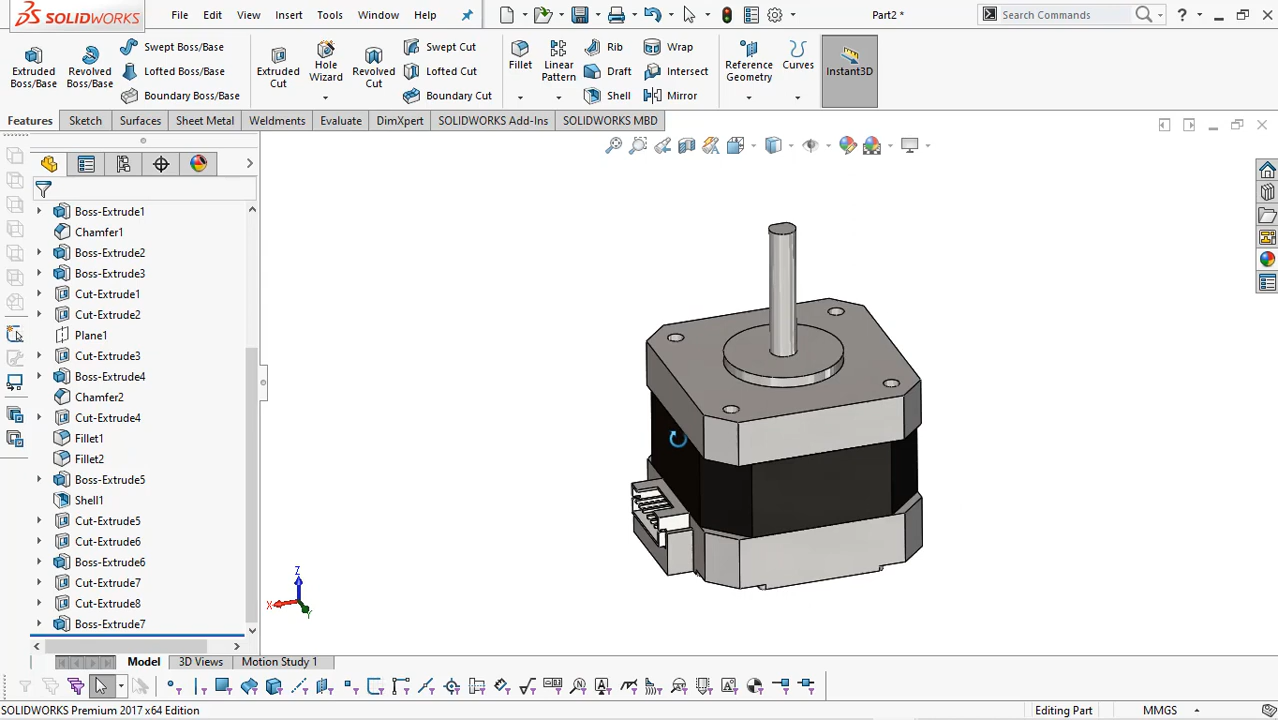 SOLIDWORKS File Edit View Insert Tools Window Help Part2 * Search Commands ?
Extruded Boss/Base
Revolved Boss/Base
Swept Boss/Base
Lofted Boss/Base
Boundary Boss/Base
Extruded Cut
Hole Wizard
Revolved Cut
Swept Cut
Lofted Cut
Boundary Cut
Fillet
Linear Pattern
Rib
Draft
Shell
Wrap
Intersect
Mirror
Reference Geometry
Curves
Instant3D
Features Sketch Surfaces Sheet Metal Weldments Evaluate DimXpert SOLIDWORKS Add-Ins SOLIDWORKS MBD
Boss-Extrude1
Chamfer1
Boss-Extrude2
Boss-Extrude3
Cut-Extrude1
Cut-Extrude2
Plane1
Cut-Extrude3
Boss-Extrude4
Chamfer2
Cut-Extrude4
Fillet1
Fillet2
Boss-Extrude5
Shell1
Cut-Extrude5
Cut-Extrude6
Boss-Extrude6
Cut-Extrude7
Cut-Extrude8
Boss-Extrude7
Z
X
Y
Model 3D Views Motion Study 1
SOLIDWORKS Premium 2017 x64 Edition Editing Part MMGS